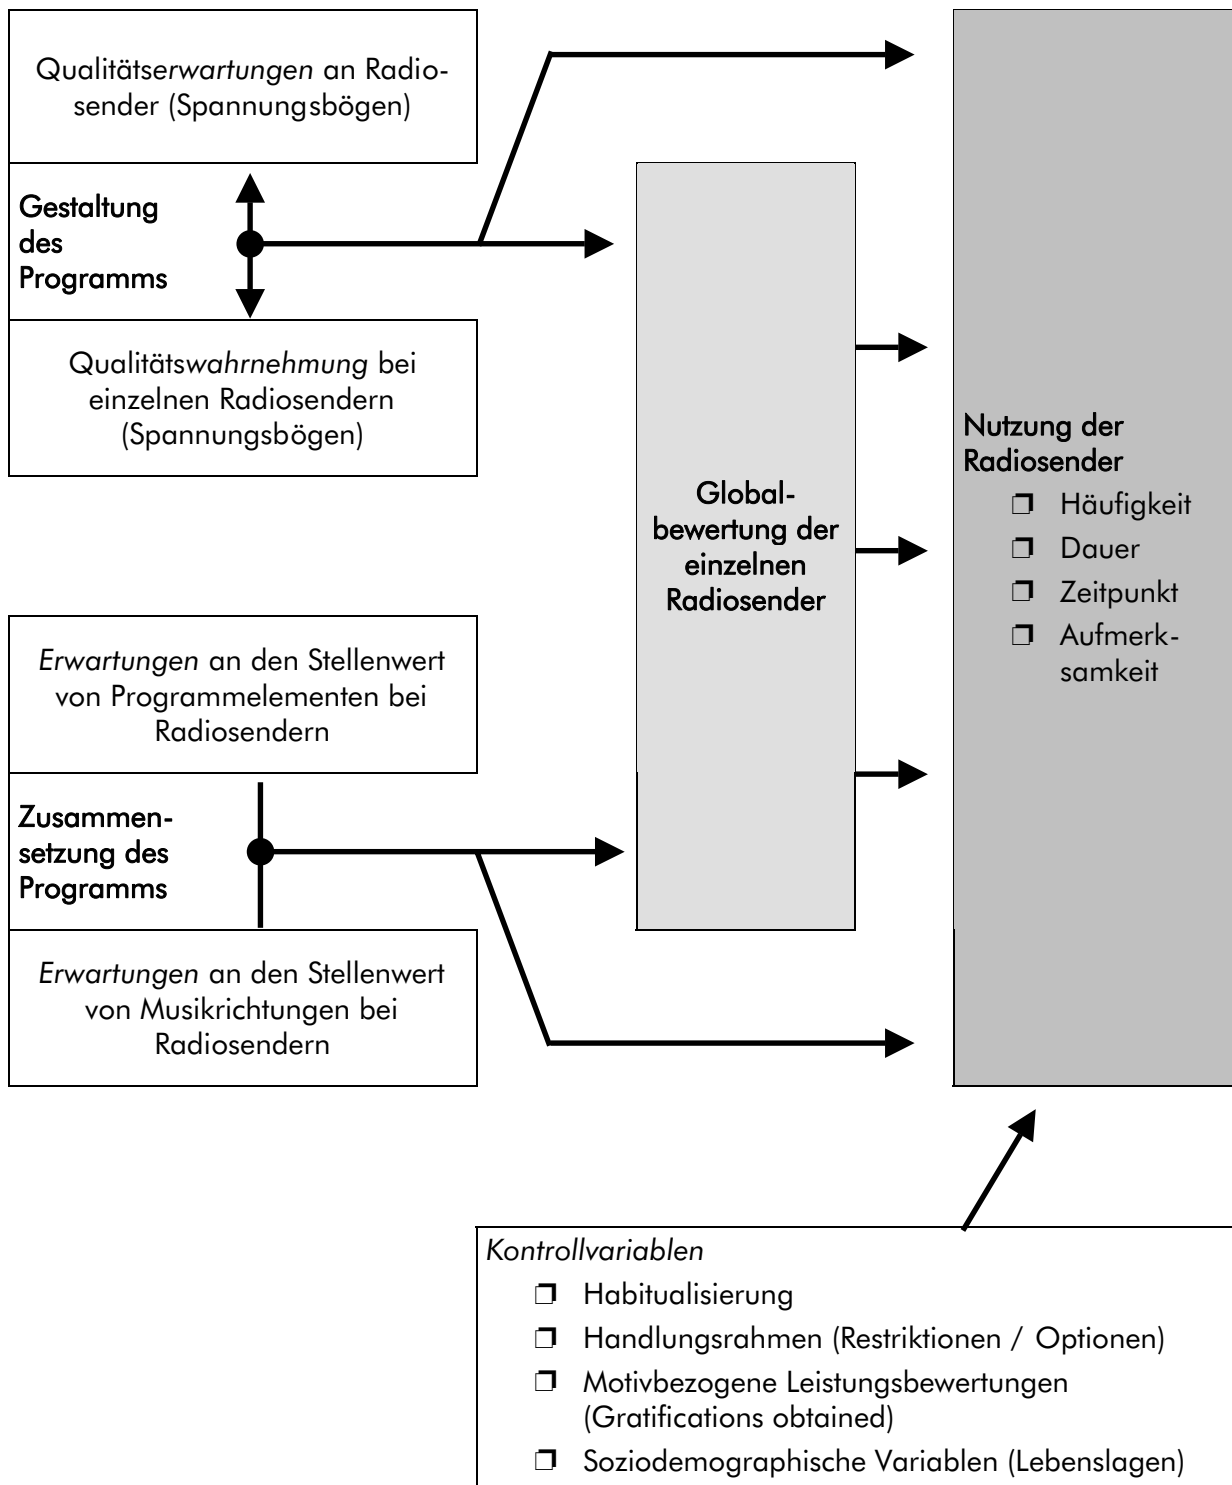 Qualitätserwartungen an Radio-
sender (Spannungsbögen)
Gestaltung
des
Programms
Qualitätswahrnehmung bei
einzelnen Radiosendern
(Spannungsbögen)
Global-
bewertung der
einzelnen
Radiosender
Nutzung der
Radiosender
❒ Häufigkeit
❒ Dauer
❒ Zeitpunkt
❒ Aufmerk-
samkeit
Erwartungen an den Stellenwert
von Programmelementen bei
Radiosendern
Zusammen-
setzung des
Programms
Erwartungen an den Stellenwert
von Musikrichtungen bei
Radiosendern
Kontrollvariablen
❒ Habitualisierung
❒ Handlungsrahmen (Restriktionen / Optionen)
❒ Motivbezogene Leistungsbewertungen
(Gratifications obtained)
❒ Soziodemographische Variablen (Lebenslagen)